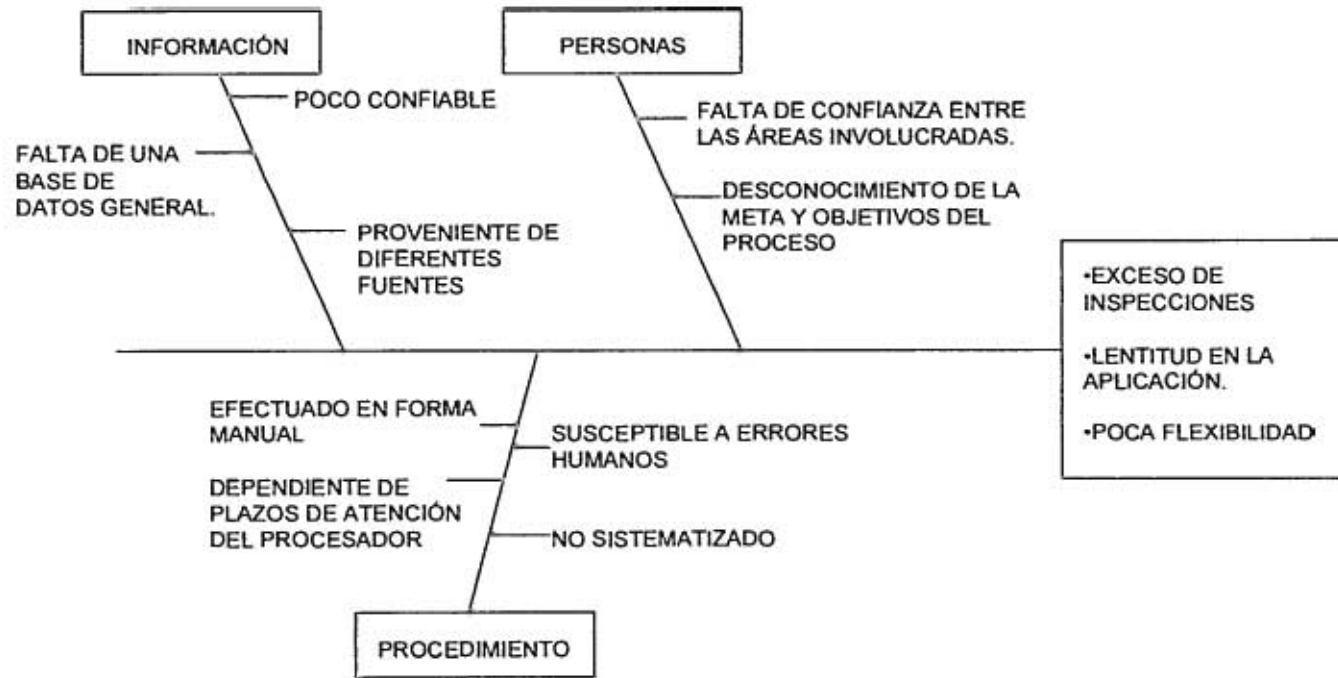 INFORMACIÓN
PERSONAS
POCO CONFIABLE
FALTA DE UNA
BASE DE
DATOS GENERAL.
PROVENIENTE DE
DIFERENTES
FUENTES
FALTA DE CONFIANZA ENTRE
LAS ÁREAS INVOLUCRADAS.
DESCONOCIMIENTO DE LA
META Y OBJETIVOS DEL
PROCESO
•EXCESO DE
INSPECCIONES
•LENTITUD EN LA
APLICACIÓN.
•POCA FLEXIBILIDAD
EFECTUADO EN FORMA
MANUAL
SUSCEPTIBLE A ERRORES
HUMANOS
DEPENDIENTE DE
PLAZOS DE ATENCIÓN
DEL PROCESADOR
NO SISTEMATIZADO
PROCEDIMIENTO